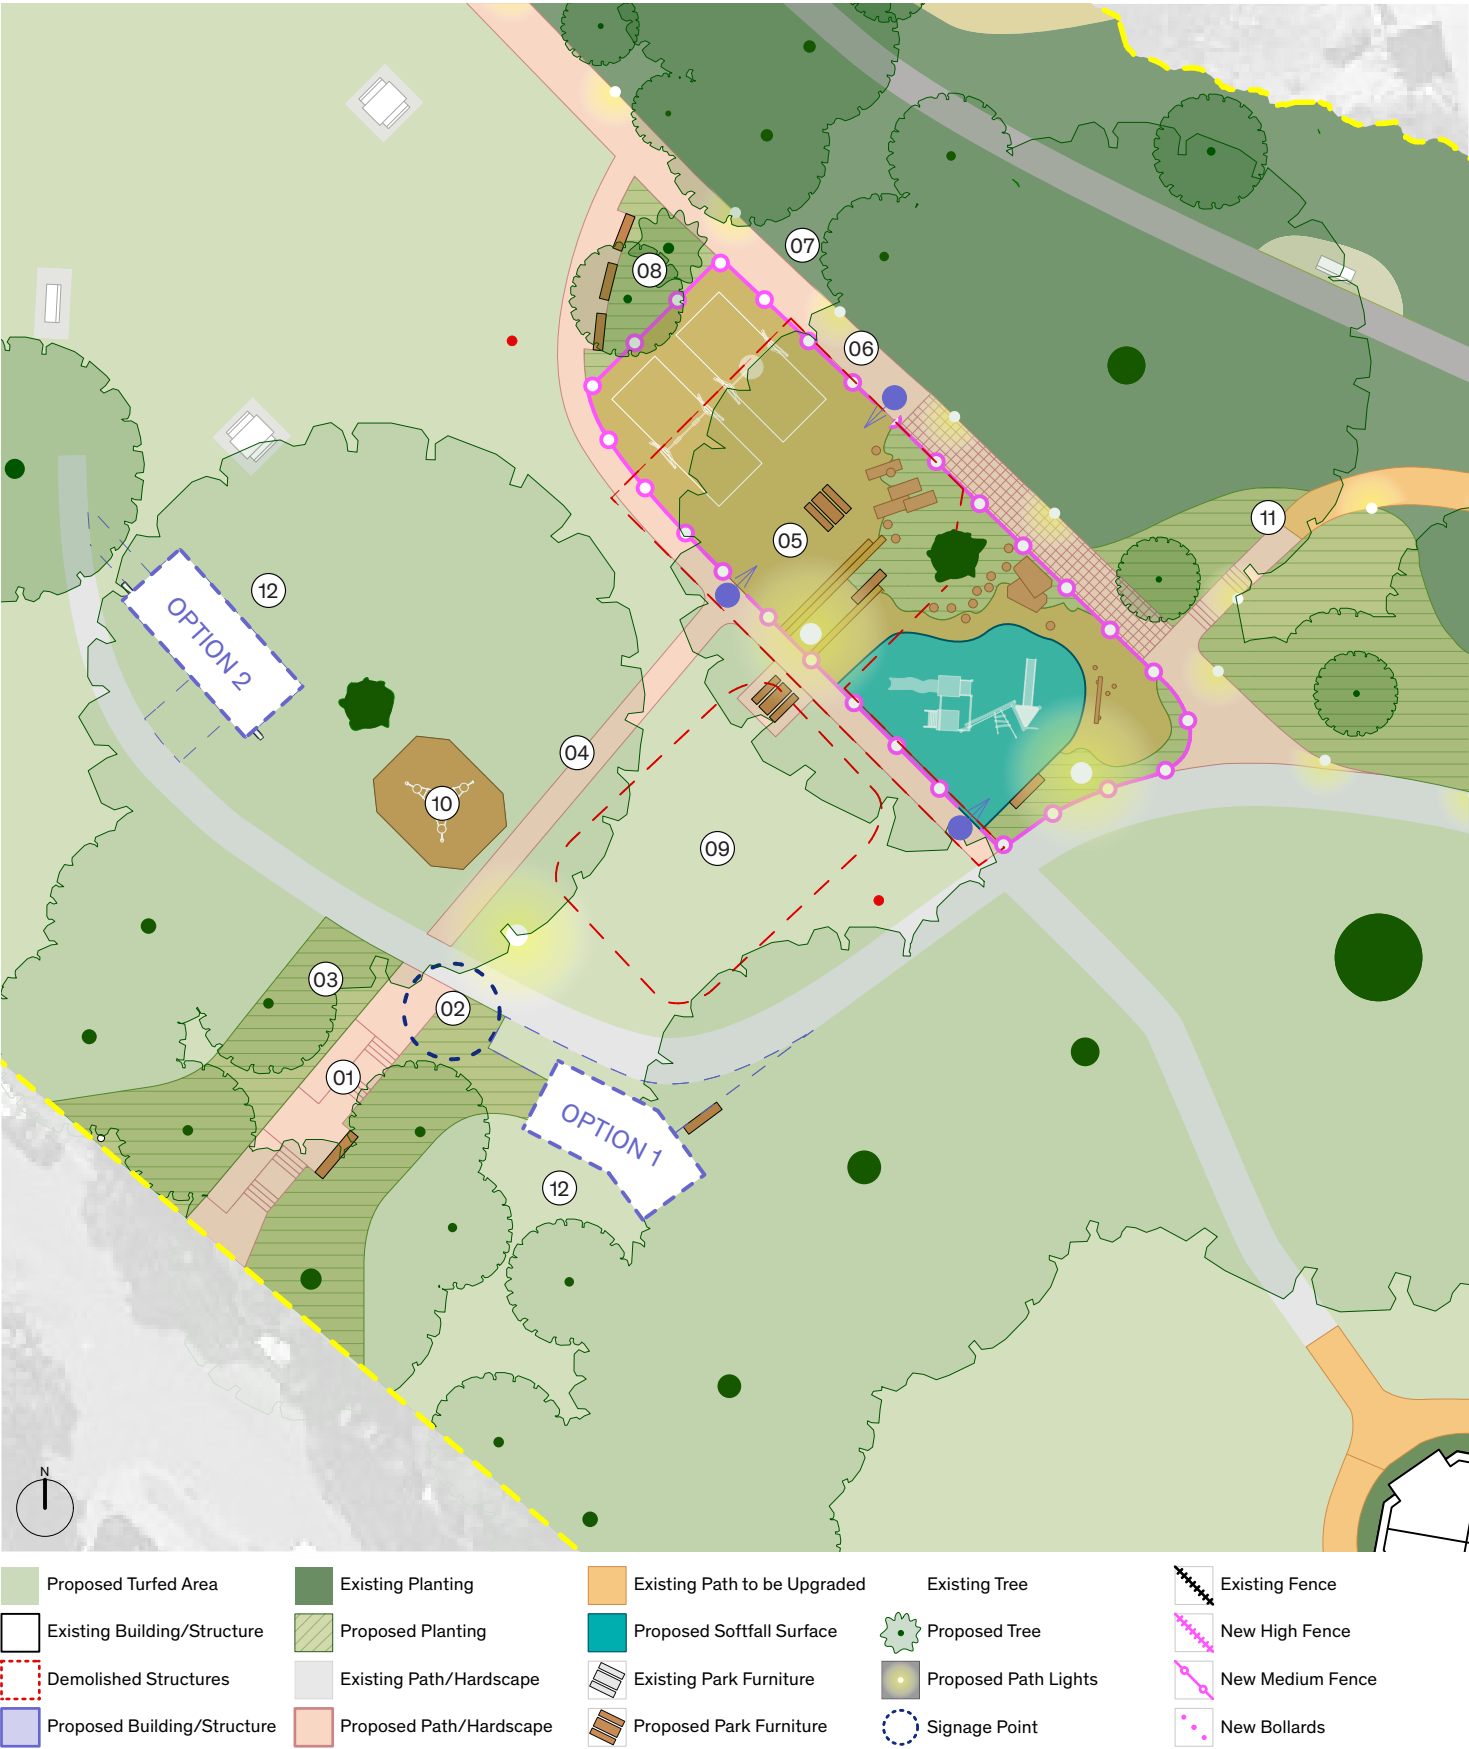 07
08
06
11
05
12
OPTION 2
04
10
09
03
02
01
OPTION 1
12
N
Proposed Turfed Area
Existing Planting
Existing Path to be Upgraded
Existing Tree
Existing Fence
Existing Building/Structure
Proposed Planting
Proposed Softfall Surface
Proposed Tree
New High Fence
Demolished Structures
Existing Path/Hardscape
Existing Park Furniture
Proposed Path Lights
New Medium Fence
Proposed Building/Structure
Proposed Path/Hardscape
Proposed Park Furniture
Signage Point
New Bollards